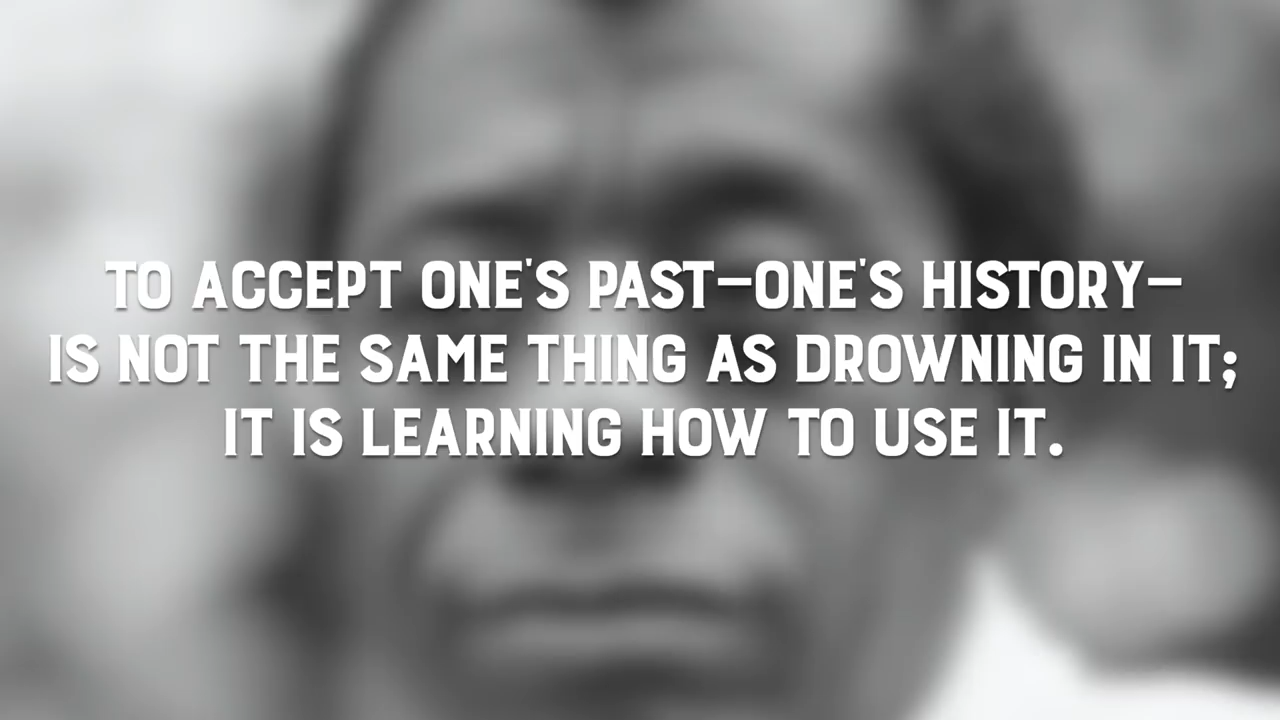 TO ACCEPT ONE'S PAST—ONE'S HISTORY—
IS NOT THE SAME THING AS DROWNING IN IT;
IT IS LEARNING HOW TO USE IT.